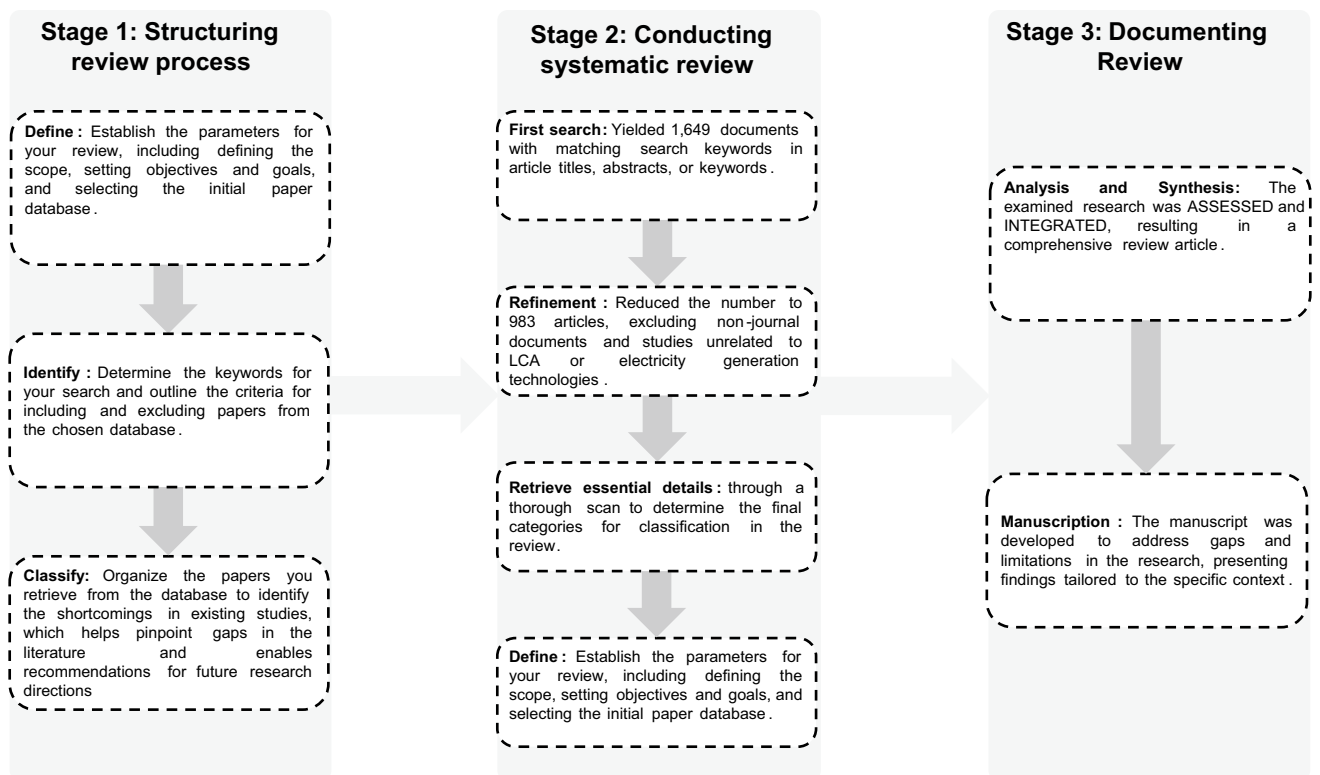 Stage 1: Structuring
review process
Define : Establish the parameters for
your review, including defining the
scope, setting objectives and goals,
and selecting the initial paper
database .
Identify : Determine the keywords for
your search and outline the criteria for
including and excluding papers from
the chosen database .
Classify: Organize the papers you
retrieve from the database to identify
the shortcomings in existing studies,
which helps pinpoint gaps in the
literature and enables
recommendations for future research
directions
Stage 2: Conducting
systematic review
First search: Yielded 1,649 documents
with matching search keywords in
article titles, abstracts, or keywords .
Refinement : Reduced the number to
983 articles, excluding non-journal
documents and studies unrelated to
LCA or electricity generation
technologies .
Retrieve essential details : through a
thorough scan to determine the final
categories for classification in the
review.
Define : Establish the parameters for
your review, including defining the
scope, setting objectives and goals, and
selecting the initial paper database .
Stage 3: Documenting
Review
Analysis and Synthesis: The
examined research was ASSESSED and
INTEGRATED, resulting in a
comprehensive review article .
Manuscription : The manuscript was
developed to address gaps and
limitations in the research, presenting
findings tailored to the specific context .